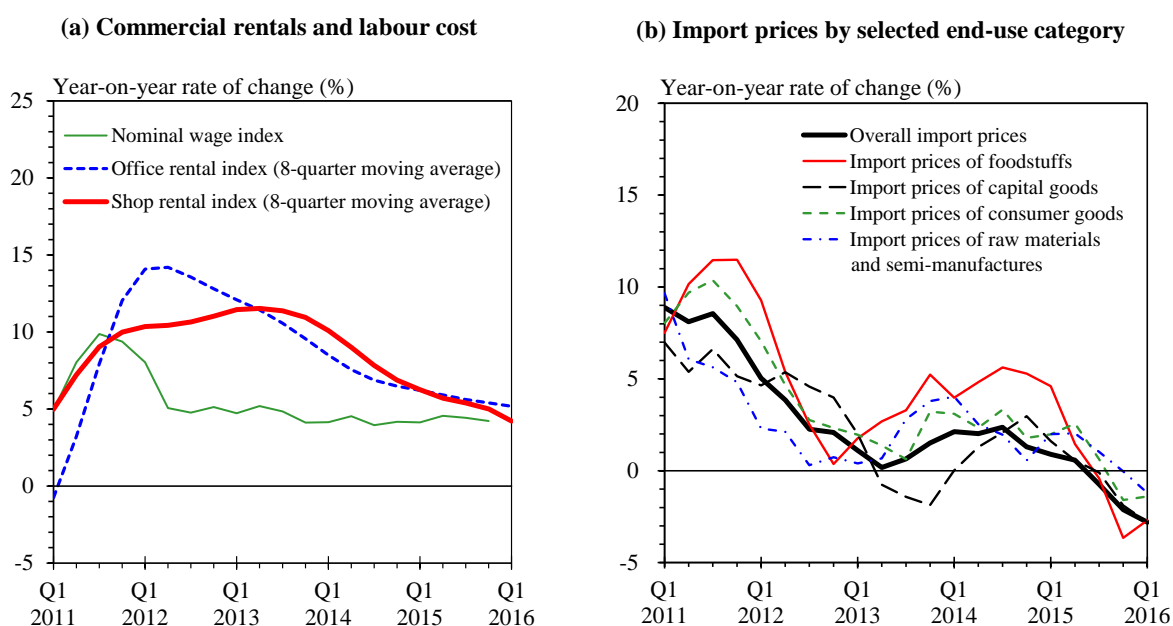 (a) Commercial rentals and labour cost
Year-on-year rate of change (%)
25
20
15
10
5
0
-5
Nominal wage index
Office rental index (8-quarter moving average)
Shop rental index (8-quarter moving average)
Q1 Q1 Q1 Q1 Q1 Q1
2011 2012 2013 2014 2015 2016
(b) Import prices by selected end-use category
Year-on-year rate of change (%)
20
15
10
5
0
-5
Overall import prices
Import prices of foodstuffs
Import prices of capital goods
Import prices of consumer goods
Import prices of raw materials
and semi-manufactures
Q1 Q1 Q1 Q1 Q1 Q1
2011 2012 2013 2014 2015 2016